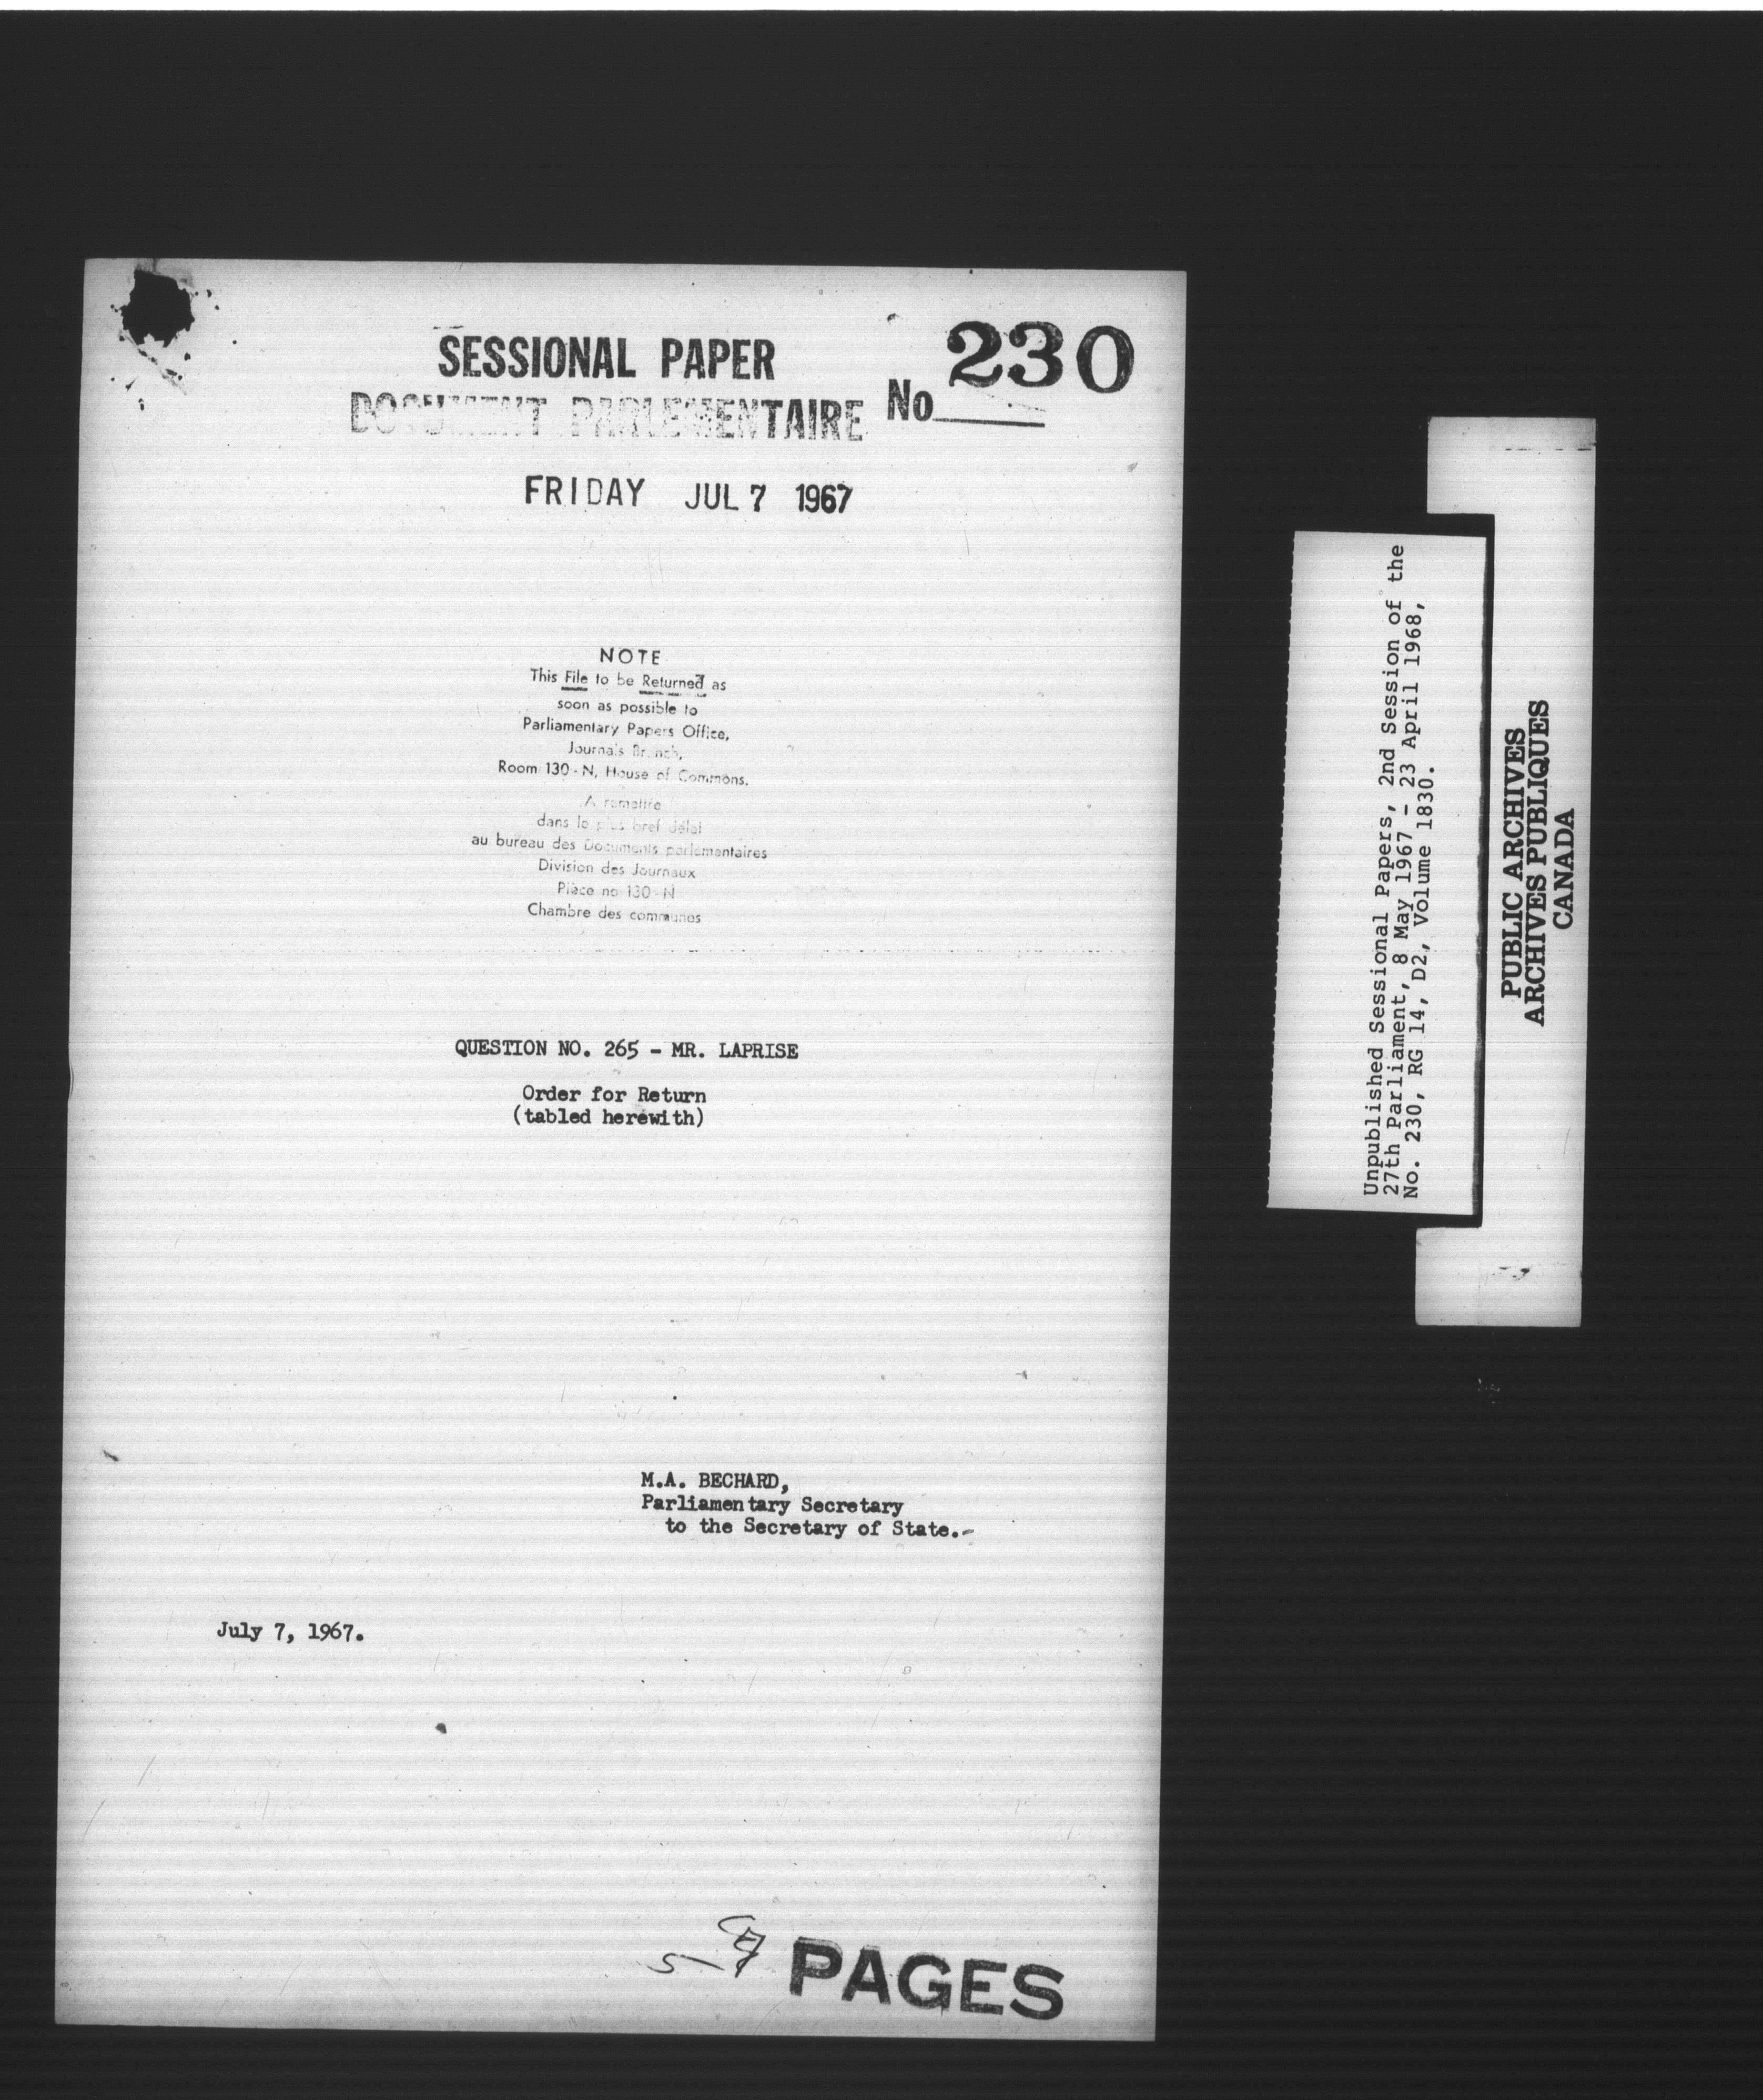 SESSIONAL PAPER
DOCUMENT PARLEMENTAIRE No 230
FRIDAY JUL 7 1967
NOTE
This File to be Returned as
soon as possible to
Parliamentary Papers Office,
Journals Branch,
Room 130-N, House of Commons.
A remettre
dans le plus bref délai
au bureau des Documents parlementaires
Division des Journaux
Pièce no 130-N
Chambre des communes
QUESTION NO. 265 - MR. LAPRISE
Order for Return
(tabled herewith)
M.A. BECHARD,
Parliamentary Secretary
to the Secretary of State.-
July 7, 1967.
PAGES
Unpublished Sessional Papers, 2nd Session of the
27th Parliament, 8 May 1967 - 23 April 1968,
No. 230, RG 14, D2, Volume 1830.
PUBLIC ARCHIVES
ARCHIVES PUBLIQUES
CANADA